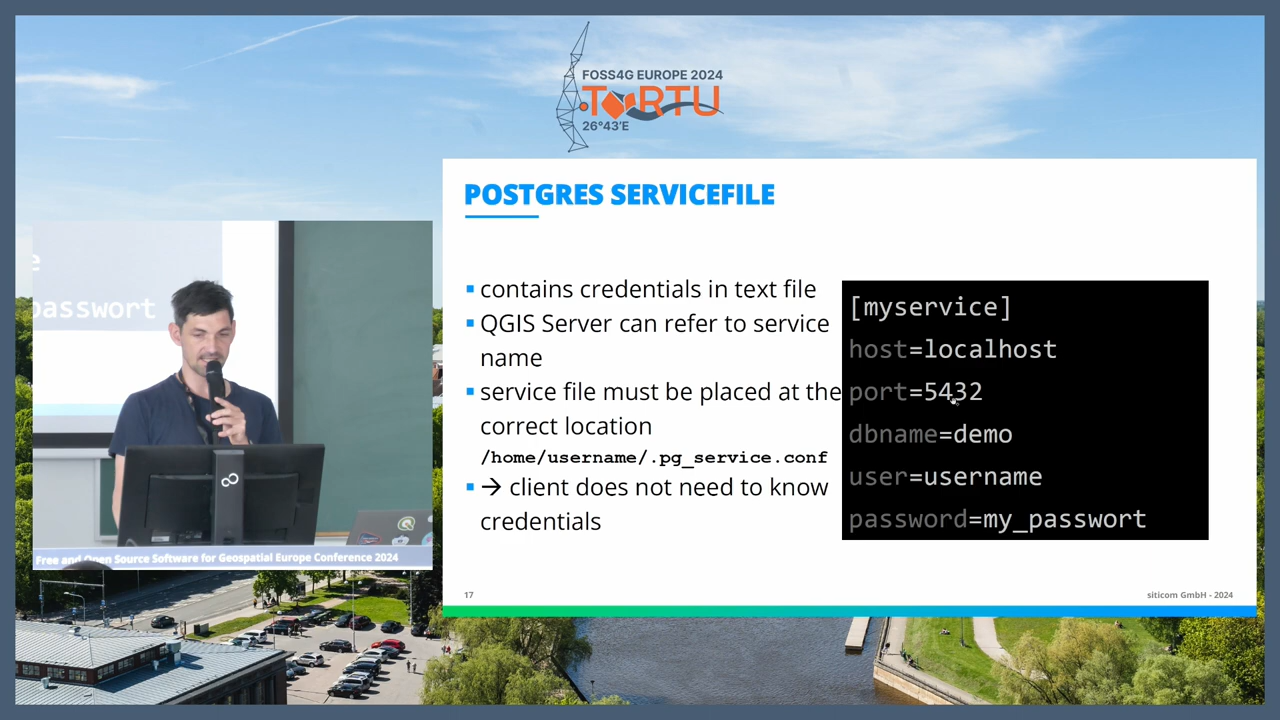 FOSS4G EUROPE 2024
TARTU
26°43'E
POSTGRES SERVICEFILE
contains credentials in text file
QGIS Server can refer to service
name
service file must be placed at the
correct location
/home/username/.pg_service.conf
→ client does not need to know
credentials
[myservice]
host=localhost
port=5432
dbname=demo
user=username
password=my_passwort
17
siticom GmbH - 2024
e
passwort
Free and Open Source Software for Geospatial Europe Conference 2024